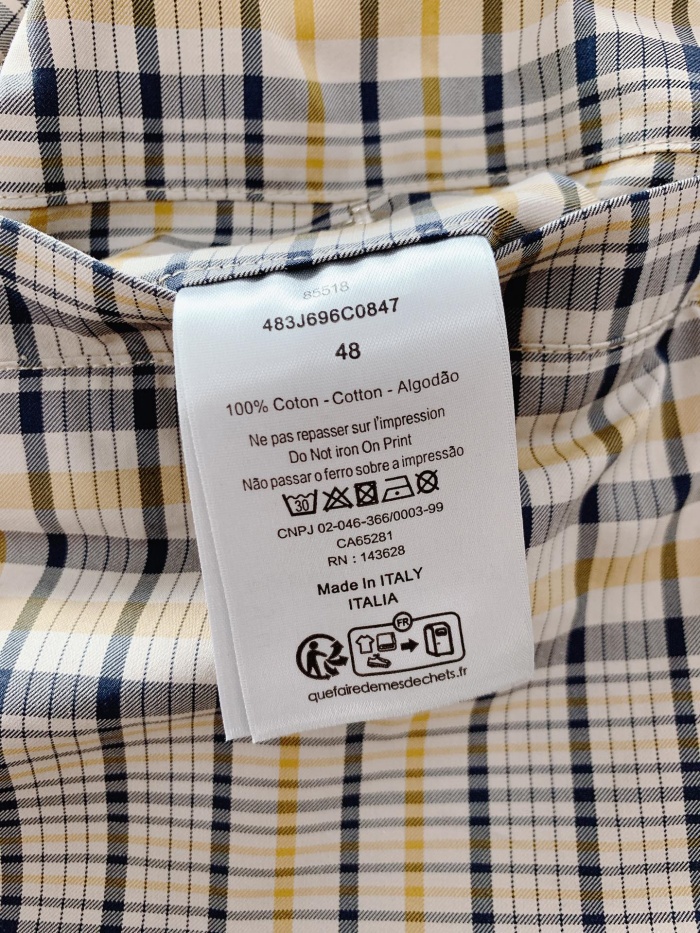 85518
483J696C0847
48
100% Coton - Cotton - Algodão
Ne pas repasser sur l'impression
Do Not iron On Print
Não passar o ferro sobre a impressão
30
CNPJ 02-046-366/0003-99
CA65281
RN : 143628
Made In ITALY
ITALIA
FR
quefairedemesdechets.fr